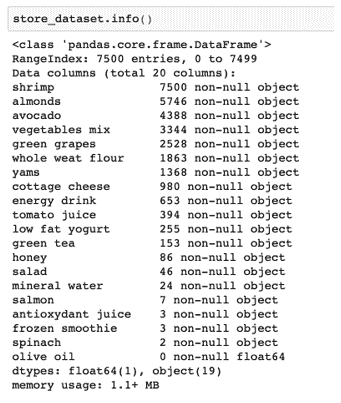 store_dataset.info()
<class 'pandas.core.frame.DataFrame'>
RangeIndex: 7500 entries, 0 to 7499
Data columns (total 20 columns):
shrimp 7500 non-null object
almonds 5746 non-null object
avocado 4388 non-null object
vegetables mix 3344 non-null object
green grapes 2528 non-null object
whole weat flour 1863 non-null object
yams 1368 non-null object
cottage cheese 980 non-null object
energy drink 653 non-null object
tomato juice 394 non-null object
low fat yogurt 255 non-null object
green tea 153 non-null object
honey 86 non-null object
salad 46 non-null object
mineral water 24 non-null object
salmon 7 non-null object
antioxydant juice 3 non-null object
frozen smoothie 3 non-null object
spinach 2 non-null object
olive oil 0 non-null float64
dtypes: float64(1), object(19)
memory usage: 1.1+ MB